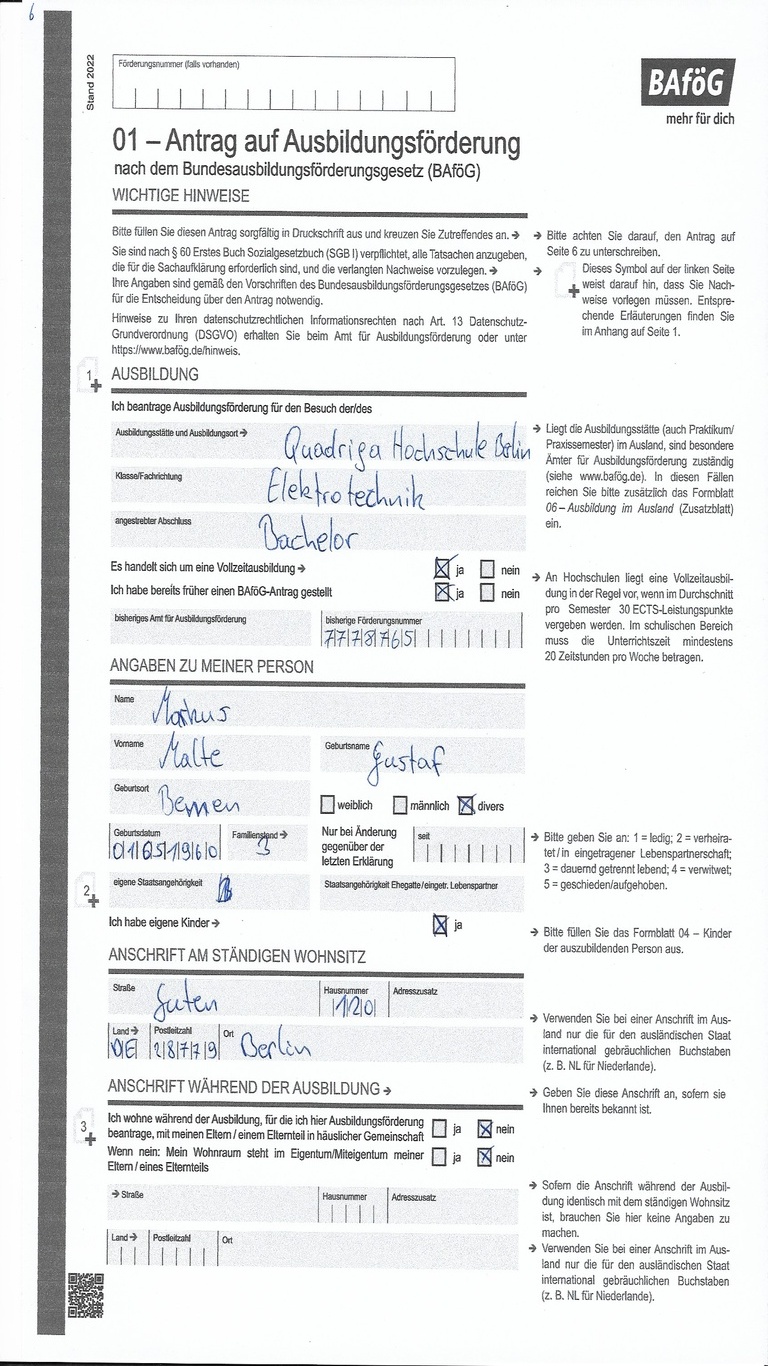 6
Stand 2022
Förderungsnummer (falls vorhanden)
BAföG
mehr für dich
01 – Antrag auf Ausbildungsförderung
nach dem Bundesausbildungsförderungsgesetz (BAföG)
WICHTIGE HINWEISE
Bitte füllen Sie diesen Antrag sorgfältig in Druckschrift aus und kreuzen Sie Zutreffendes an. →
Sie sind nach § 60 Erstes Buch Sozialgesetzbuch (SGB I) verpflichtet, alle Tatsachen anzugeben,
die für die Sachaufklärung erforderlich sind, und die verlangten Nachweise vorzulegen. →
Ihre Angaben sind gemäß den Vorschriften des Bundesausbildungsförderungsgesetzes (BAföG)
für die Entscheidung über den Antrag notwendig.
Hinweise zu Ihren datenschutzrechtlichen Informationsrechten nach Art. 13 Datenschutz-
Grundverordnung (DSGVO) erhalten Sie beim Amt für Ausbildungsförderung oder unter
https://www.bafög.de/hinweis.
→ Bitte achten Sie darauf, den Antrag auf
Seite 6 zu unterschreiben.
→ Dieses Symbol auf der linken Seite
weist darauf hin, dass Sie Nach-
weise vorlegen müssen. Entspre-
chende Erläuterungen finden Sie
im Anhang auf Seite 1.
1 AUSBILDUNG
Ich beantrage Ausbildungsförderung für den Besuch der/des
Ausbildungsstätte und Ausbildungsort → Quadriga Hochschule Berlin
Klasse/Fachrichtung Elektrotechnik
angestrebter Abschluss Bachelor
→ Liegt die Ausbildungsstätte (auch Praktikum/
Praxissemester) im Ausland, sind besondere
Ämter für Ausbildungsförderung zuständig
(siehe www.bafög.de). In diesen Fällen
reichen Sie bitte zusätzlich das Formblatt
06 – Ausbildung im Ausland (Zusatzblatt)
ein.
Es handelt sich um eine Vollzeitausbildung → ja nein
Ich habe bereits früher einen BAföG-Antrag gestellt ja nein
bisheriges Amt für Ausbildungsförderung
bisherige Förderungsnummer
77787765
→ An Hochschulen liegt eine Vollzeitausbil-
dung in der Regel vor, wenn im Durchschnitt
pro Semester 30 ECTS-Leistungspunkte
vergeben werden. Im schulischen Bereich
muss die Unterrichtszeit mindestens
20 Zeitstunden pro Woche betragen.
ANGABEN ZU MEINER PERSON
Name Markus
Vorname Malte
Geburtsname Gustaf
Geburtsort Bemen
weiblich männlich divers
Geburtsdatum 01051960
Familienstand → 3
Nur bei Änderung
gegenüber der
letzten Erklärung
seit
→ Bitte geben Sie an: 1 = ledig; 2 = verheira-
tet / in eingetragener Lebenspartnerschaft;
3 = dauernd getrennt lebend; 4 = verwitwet;
5 = geschieden/aufgehoben.
2 eigene Staatsangehörigkeit
Staatsangehörigkeit Ehegatte/eingetr. Lebenspartner
Ich habe eigene Kinder → ja
→ Bitte füllen Sie das Formblatt 04 – Kinder
der auszubildenden Person aus.
ANSCHRIFT AM STÄNDIGEN WOHNSITZ
Straße Guten
Hausnummer 120
Adresszusatz
Land → DE
Postleitzahl 28779
Ort Berlin
→ Verwenden Sie bei einer Anschrift im Aus-
land nur die für den ausländischen Staat
international gebräuchlichen Buchstaben
(z. B. NL für Niederlande).
ANSCHRIFT WÄHREND DER AUSBILDUNG →
→ Geben Sie diese Anschrift an, sofern sie
Ihnen bereits bekannt ist.
3 Ich wohne während der Ausbildung, für die ich hier Ausbildungsförderung
beantrage, mit meinen Eltern / einem Elternteil in häuslicher Gemeinschaft ja nein
Wenn nein: Mein Wohnraum steht im Eigentum/Miteigentum meiner
Eltern / eines Elternteils ja nein
→ Straße
Hausnummer
Adresszusatz
Land →
Postleitzahl
Ort
→ Sofern die Anschrift während der Ausbil-
dung identisch mit dem ständigen Wohnsitz
ist, brauchen Sie hier keine Angaben zu
machen.
→ Verwenden Sie bei einer Anschrift im Aus-
land nur die für den ausländischen Staat
international gebräuchlichen Buchstaben
(z. B. NL für Niederlande).